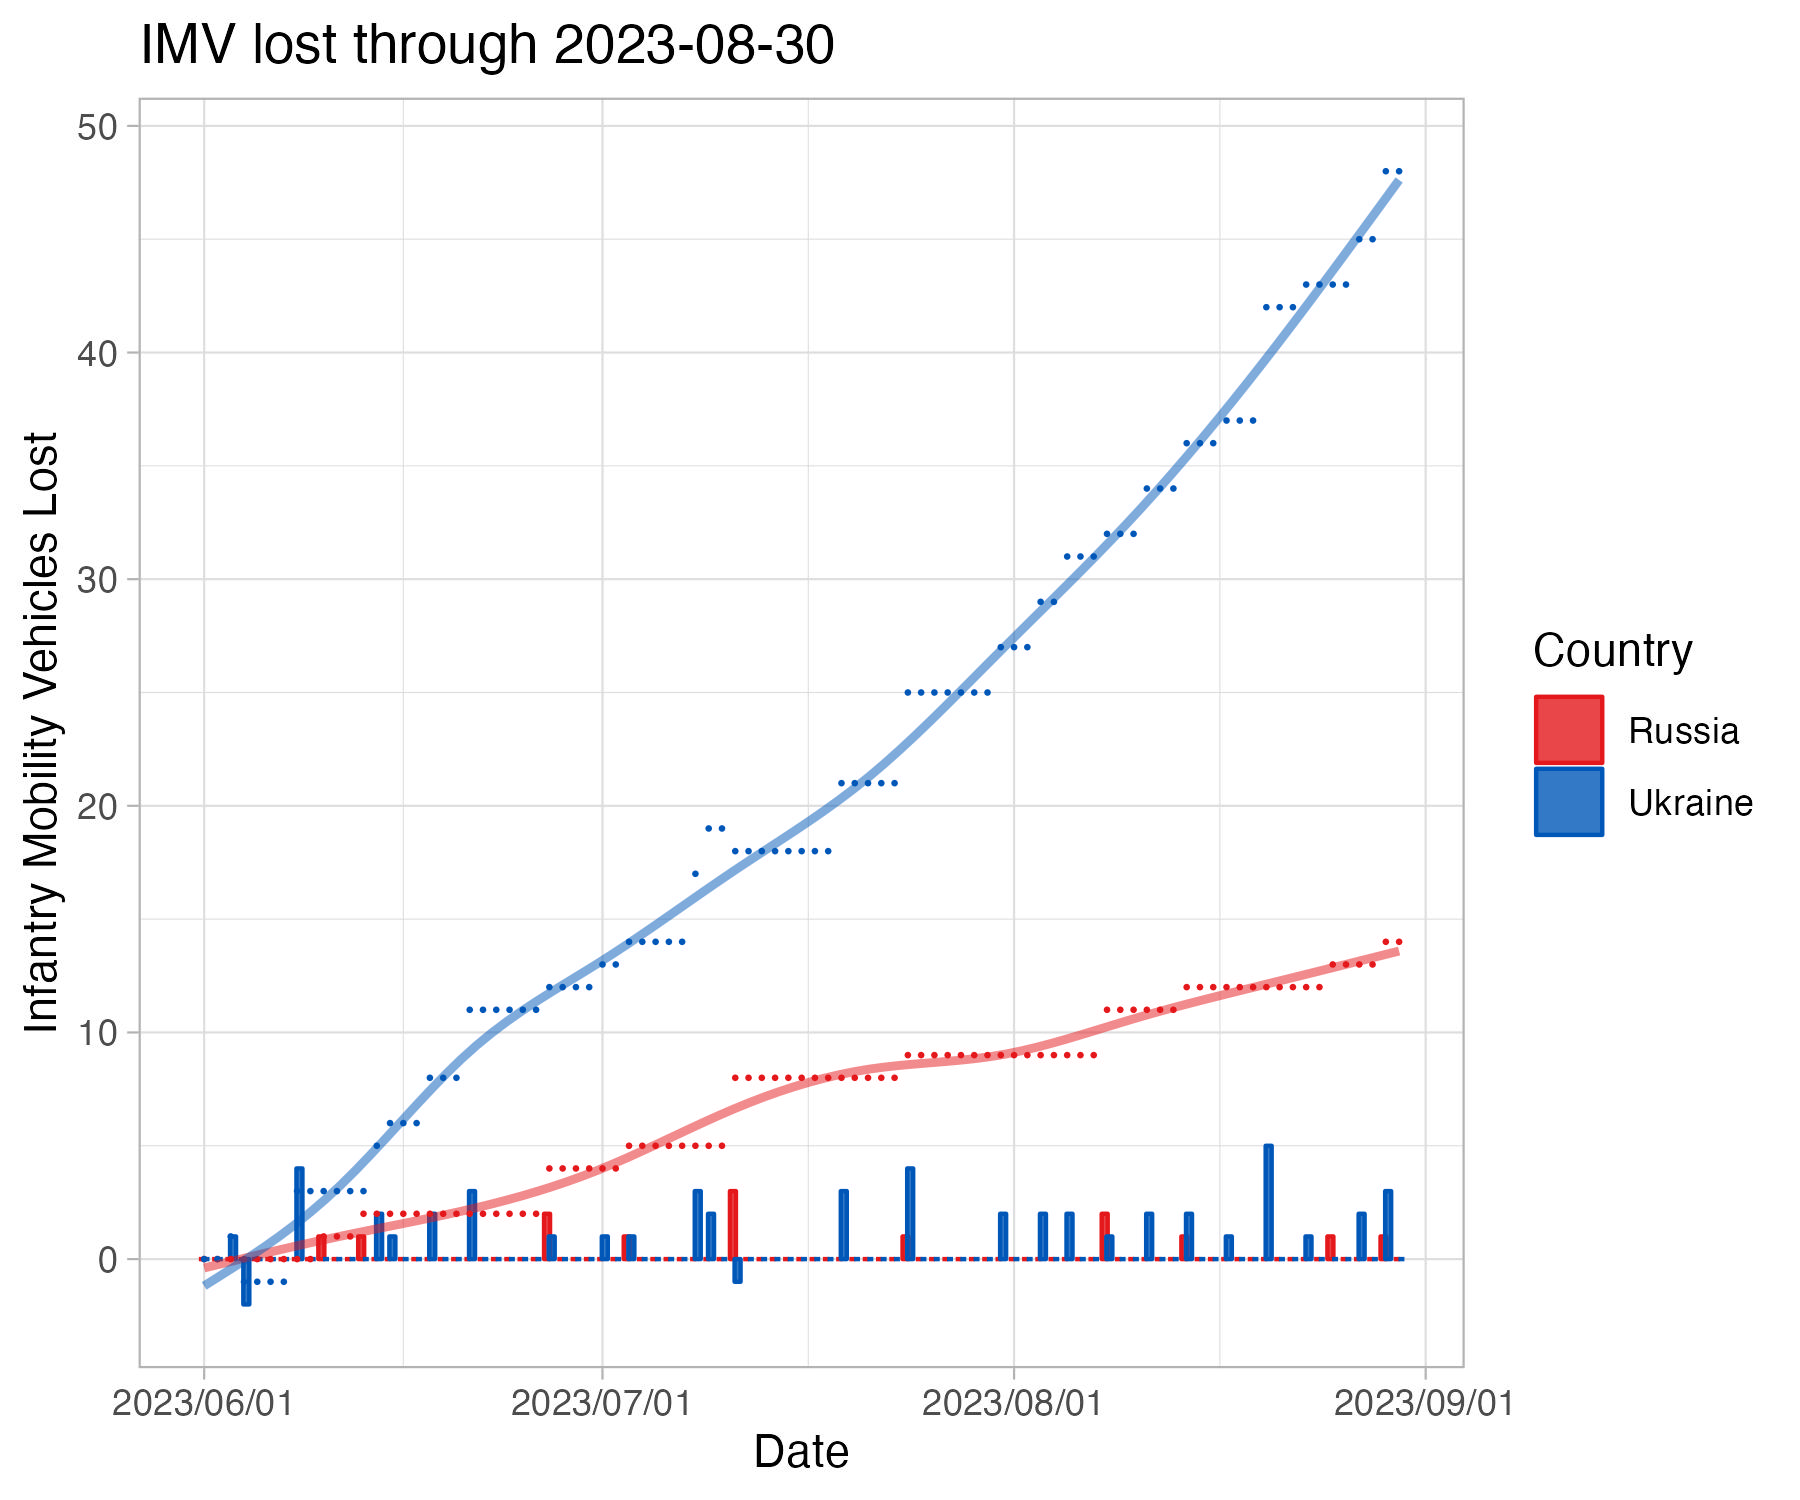 IMV lost through 2023-08-30
Infantry Mobility Vehicles Lost
50
40
30
20
10
0
2023/06/01
2023/07/01
2023/08/01
2023/09/01
Date
Country
Russia
Ukraine